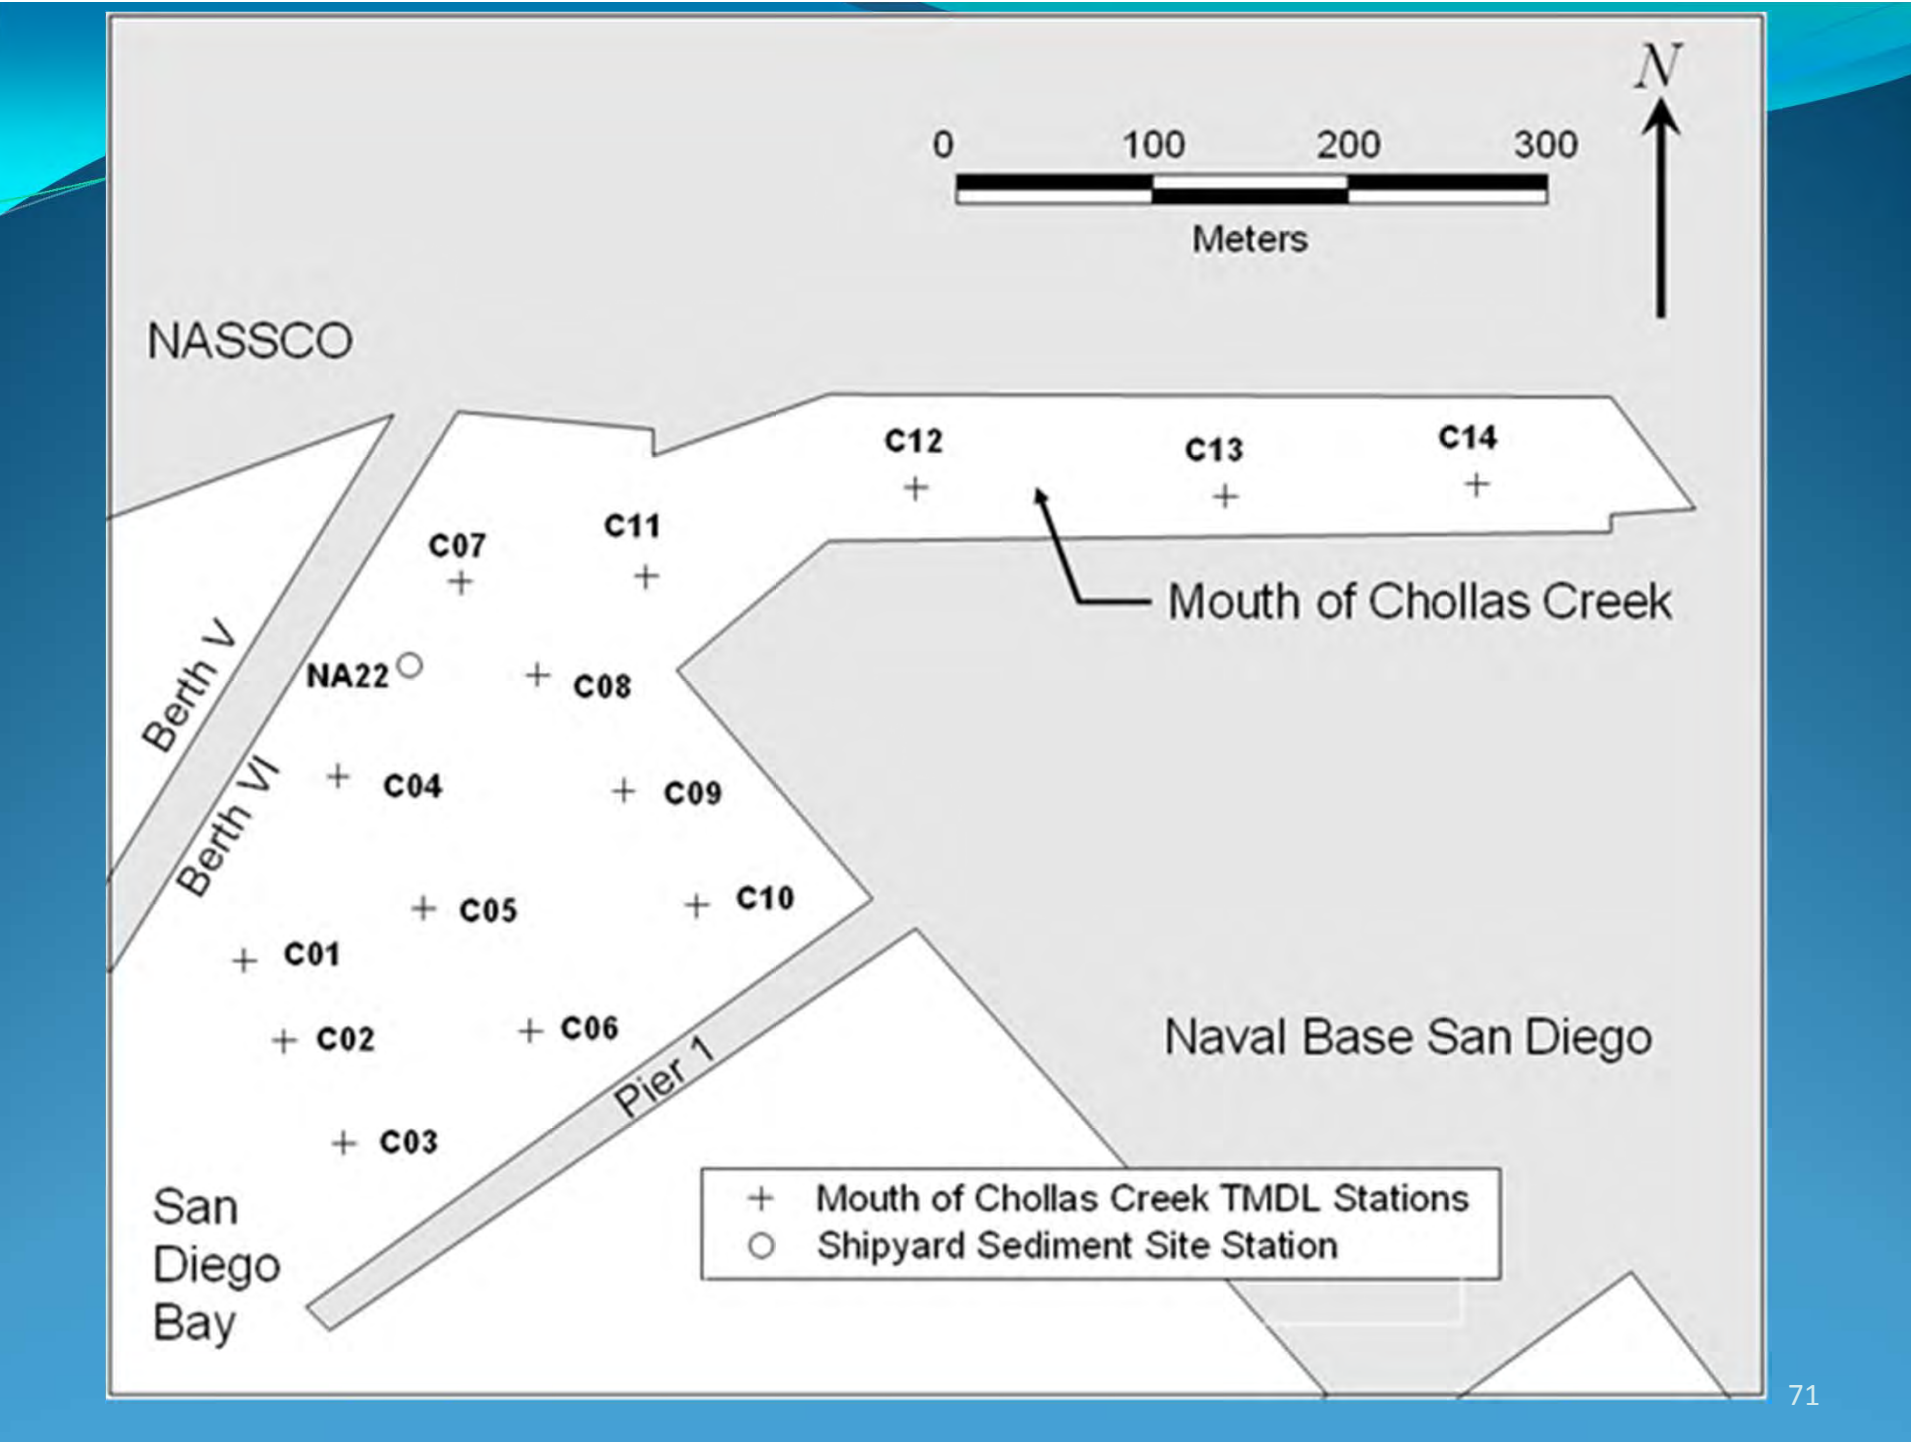 N
0 100 200 300
Meters
NASSCO
C12
C13
C14
C11
C07
Mouth of Chollas Creek
Berth V
NA22
C08
C04
C09
Berth VI
C10
C05
C01
C06
C02
Naval Base San Diego
Pier 1
C03
San
Diego
Bay
Mouth of Chollas Creek TMDL Stations
Shipyard Sediment Site Station
71